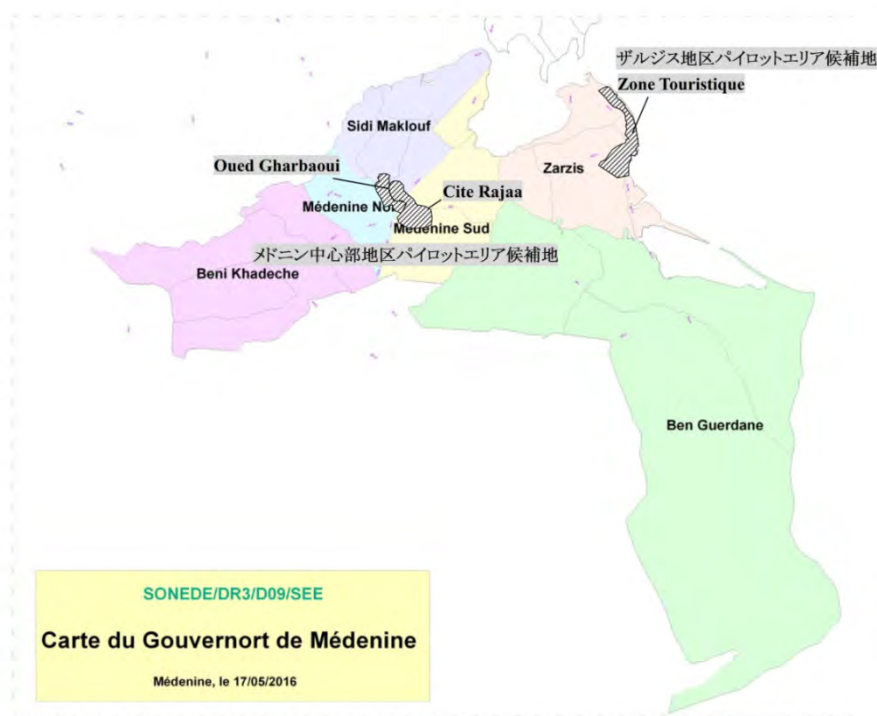 ザルジス地区パイロットエリア候補地
Zone Touristique
Sidi Maklouf
Oued Gharbaoui
Zarzis
Cite Rajaa
Médenine
Médenine Sud
メドニン中心部地区パイロットエリア候補地
Beni Khadeche
Ben Guerdane
SONEDE/DR3/D09/SEE
Carte du Gouvernort de Médenine
Médenine, le 17/05/2016